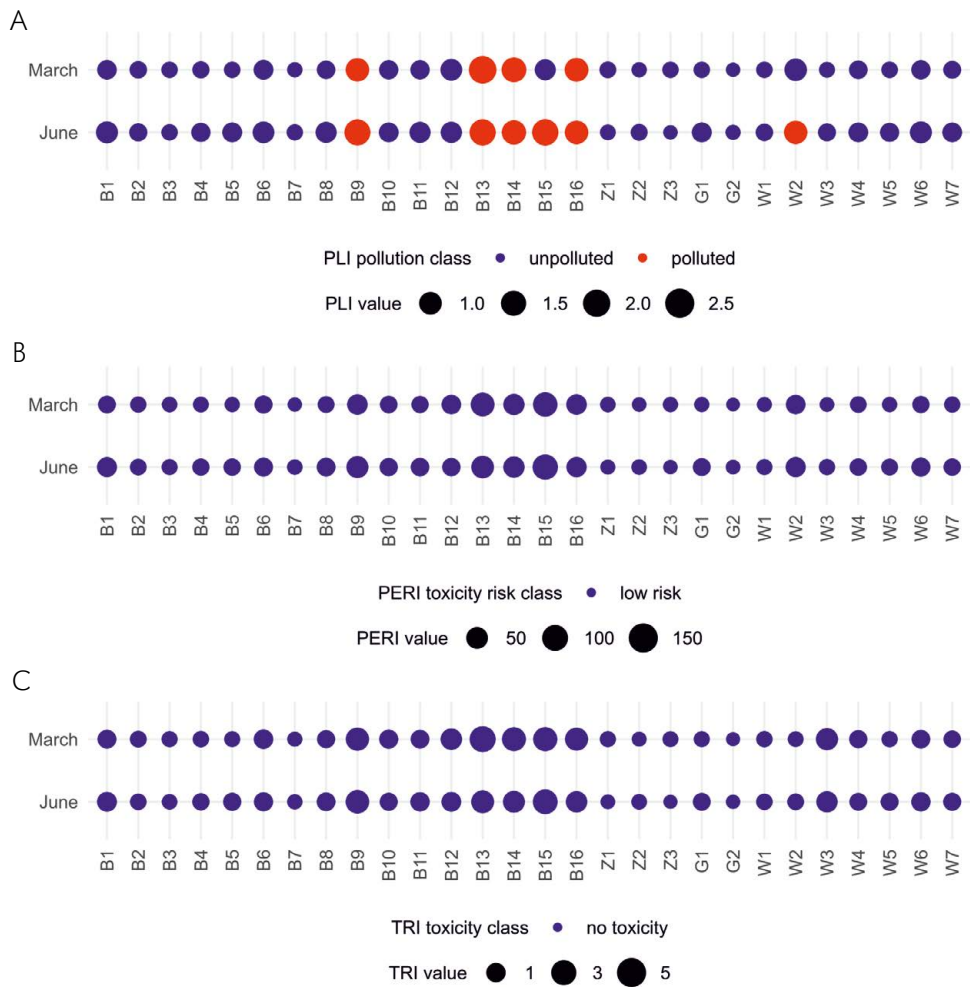 A
March
June
B1 B2 B3 B4 B5 B6 B7 B8 B9 B10 B11 B12 B13 B14 B15 B16 Z1 Z2 Z3 G1 G2 W1 W2 W3 W4 W5 W6 W7
PLI pollution class unpolluted polluted
PLI value 1.0 1.5 2.0 2.5
B
March
June
B1 B2 B3 B4 B5 B6 B7 B8 B9 B10 B11 B12 B13 B14 B15 B16 Z1 Z2 Z3 G1 G2 W1 W2 W3 W4 W5 W6 W7
PERI toxicity risk class low risk
PERI value 50 100 150
C
March
June
B1 B2 B3 B4 B5 B6 B7 B8 B9 B10 B11 B12 B13 B14 B15 B16 Z1 Z2 Z3 G1 G2 W1 W2 W3 W4 W5 W6 W7
TRI toxicity class no toxicity
TRI value 1 3 5